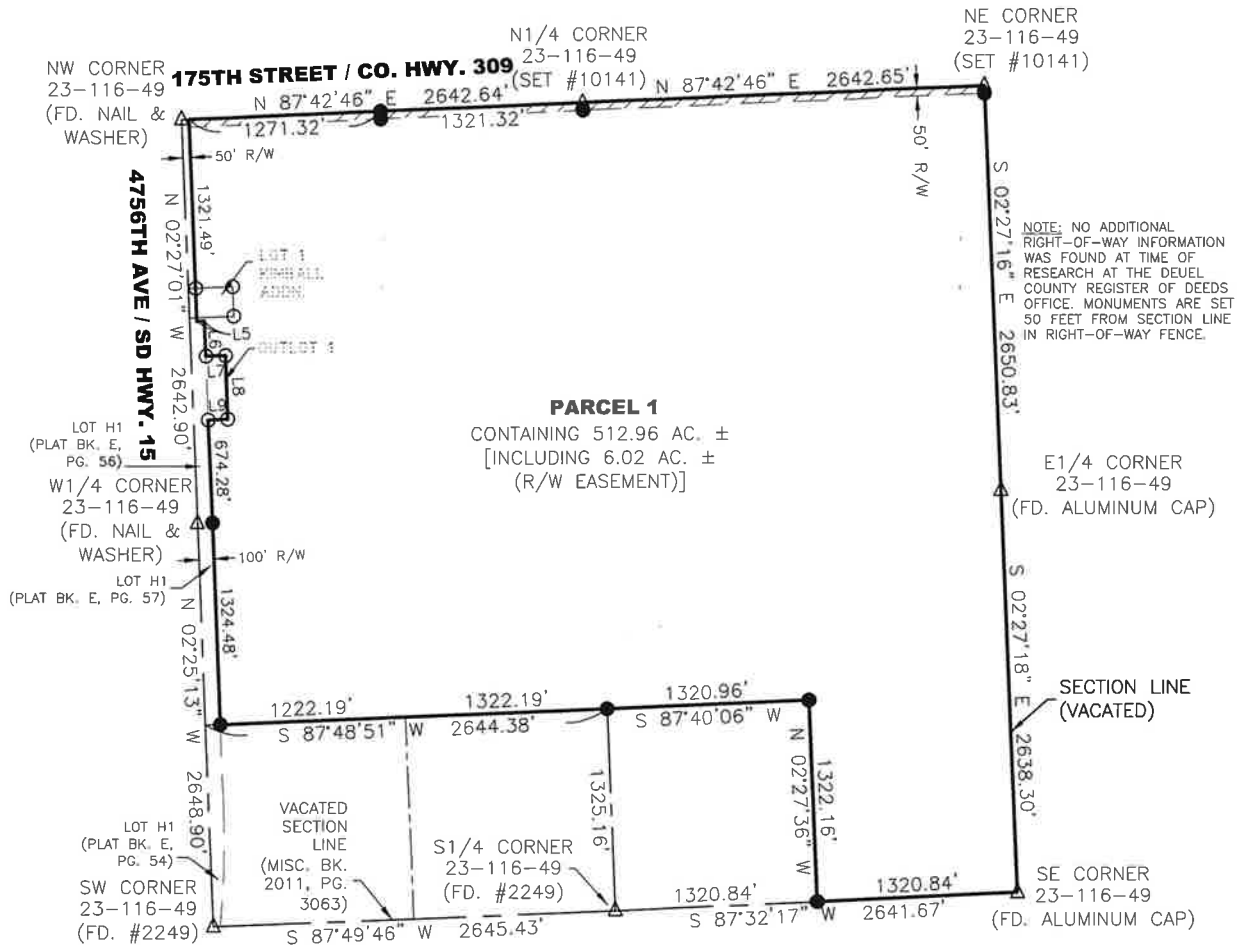 NW CORNER
23-116-49
(FD. NAIL &
WASHER)
175TH STREET / CO. HWY. 309
N1/4 CORNER
23-116-49
(SET #10141)
NE CORNER
23-116-49
(SET #10141)
N 87°42'46" E 2642.64'
N 87°42'46" E 2642.65'
1271.32'
1321.32'
50' R/W
50' R/W
4756TH AVE / SD HWY. 15
1321.49'
N 02°27'01" W 2642.90'
LOT 1
KIMBALL
ADDN.
L5
L6
L7
OUTLOT 1
L8
L9
S 02°27'16" E 2650.83'
NOTE: NO ADDITIONAL
RIGHT-OF-WAY INFORMATION
WAS FOUND AT TIME OF
RESEARCH AT THE DEUEL
COUNTY REGISTER OF DEEDS
OFFICE. MONUMENTS ARE SET
50 FEET FROM SECTION LINE
IN RIGHT-OF-WAY FENCE.
PARCEL 1
CONTAINING 512.96 AC. ±
[INCLUDING 6.02 AC. ±
(R/W EASEMENT)]
LOT H1
(PLAT BK. E,
PG. 56)
674.28'
W1/4 CORNER
23-116-49
(FD. NAIL &
WASHER)
100' R/W
LOT H1
(PLAT BK. E, PG. 57)
E1/4 CORNER
23-116-49
(FD. ALUMINUM CAP)
1324.48'
N 02°25'13" W 2648.90'
S 02°27'18" E 2638.30'
SECTION LINE
(VACATED)
1222.19'
1322.19'
1320.96'
S 87°48'51" W 2644.38'
S 87°40'06" W
N 02°27'36" W
1322.16'
1325.16'
LOT H1
(PLAT BK. E,
PG. 54)
VACATED
SECTION
LINE
(MISC. BK.
2011, PG.
3063)
S1/4 CORNER
23-116-49
(FD. #2249)
SW CORNER
23-116-49
(FD. #2249)
S 87°49'46" W 2645.43'
1320.84'
1320.84'
S 87°32'17" W 2641.67'
SE CORNER
23-116-49
(FD. ALUMINUM CAP)